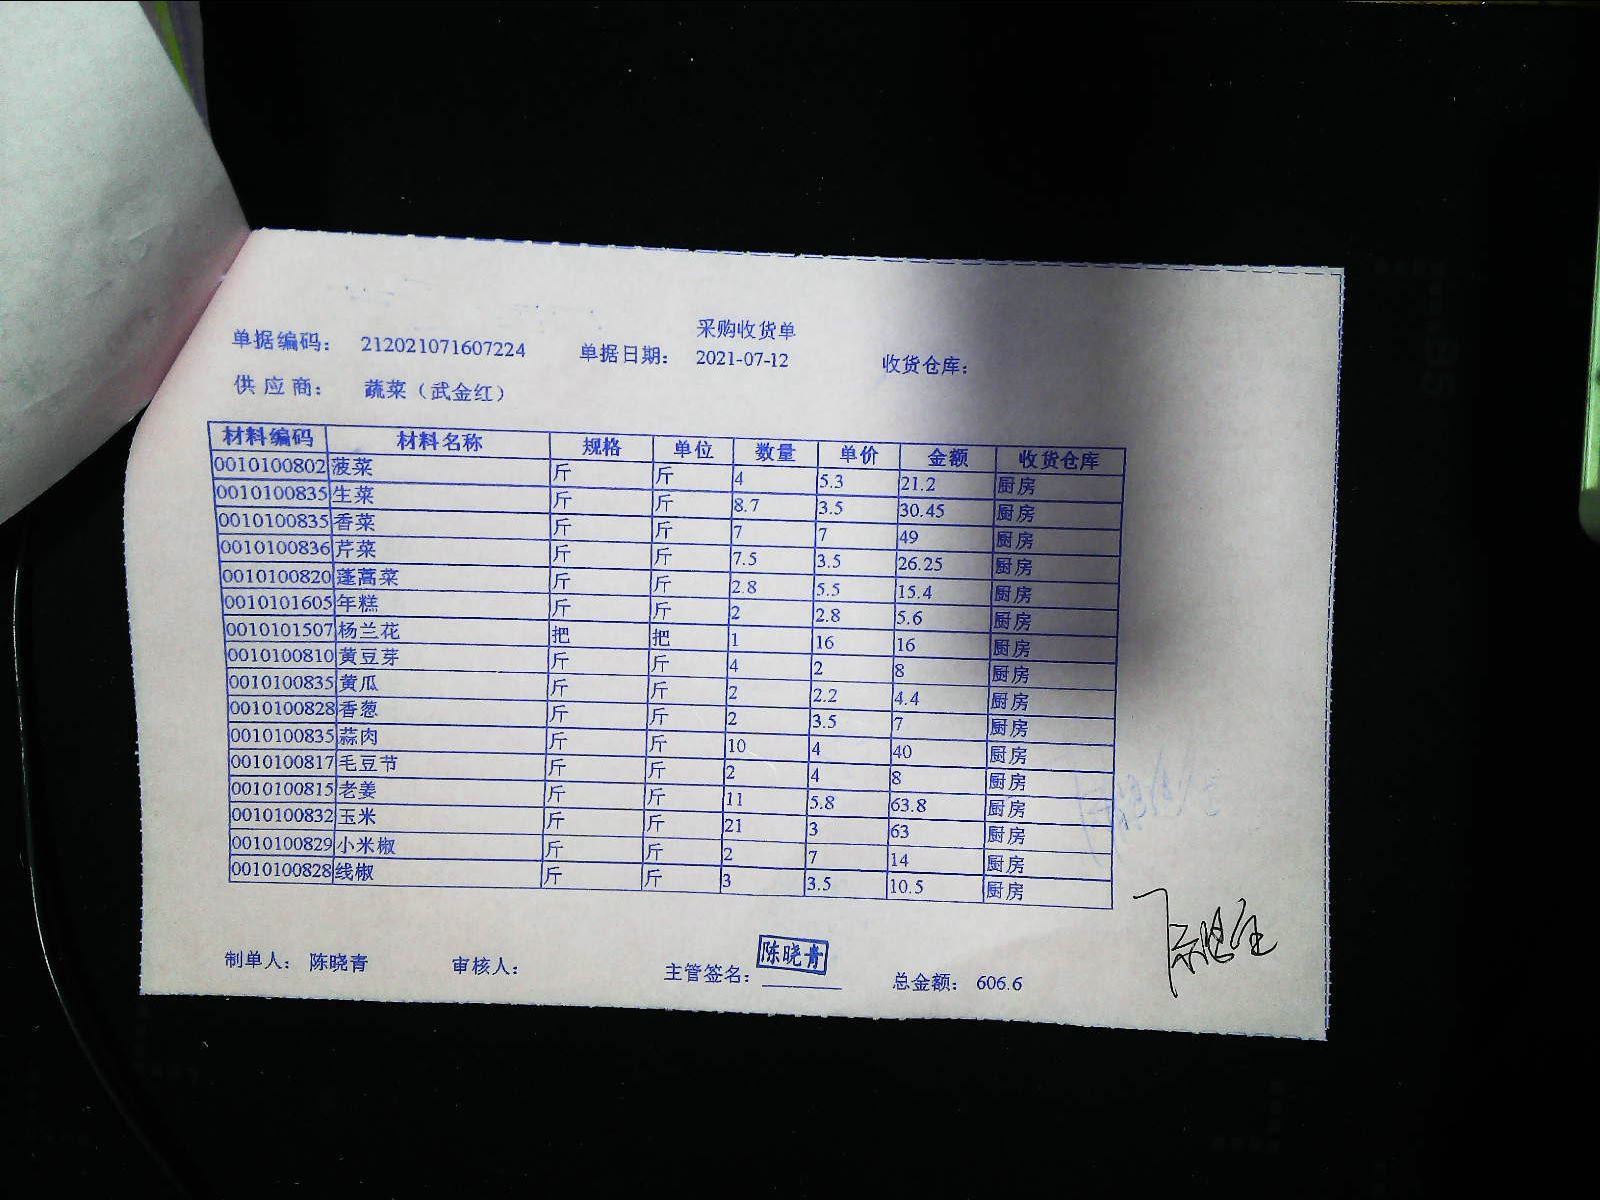 采购收货单
单据编码： 212021071607224 单据日期： 2021-07-12 收货仓库：
供应商： 蔬菜（武金红）
材料编码 材料名称 规格 单位 数量 单价 金额 收货仓库
0010100802 菠菜 斤 斤 4 5.3 21.2 厨房
0010100835 生菜 斤 斤 8.7 3.5 30.45 厨房
0010100835 香菜 斤 斤 7 7 49 厨房
0010100836 芹菜 斤 斤 7.5 3.5 26.25 厨房
0010100820 蓬蒿菜 斤 斤 2.8 5.5 15.4 厨房
0010101605 年糕 斤 斤 2 2.8 5.6 厨房
0010101507 杨兰花 把 把 1 16 16 厨房
0010100810 黄豆芽 斤 斤 4 2 8 厨房
0010100835 黄瓜 斤 斤 2 2.2 4.4 厨房
0010100828 香葱 斤 斤 2 3.5 7 厨房
0010100835 蒜肉 斤 斤 10 4 40 厨房
0010100817 毛豆节 斤 斤 2 4 8 厨房
0010100815 老姜 斤 斤 11 5.8 63.8 厨房
0010100832 玉米 斤 斤 21 3 63 厨房
0010100829 小米椒 斤 斤 2 7 14 厨房
0010100828 线椒 斤 斤 3 3.5 10.5 厨房
制单人： 陈晓青 审核人： 主管签名： 陈晓青 总金额： 606.6